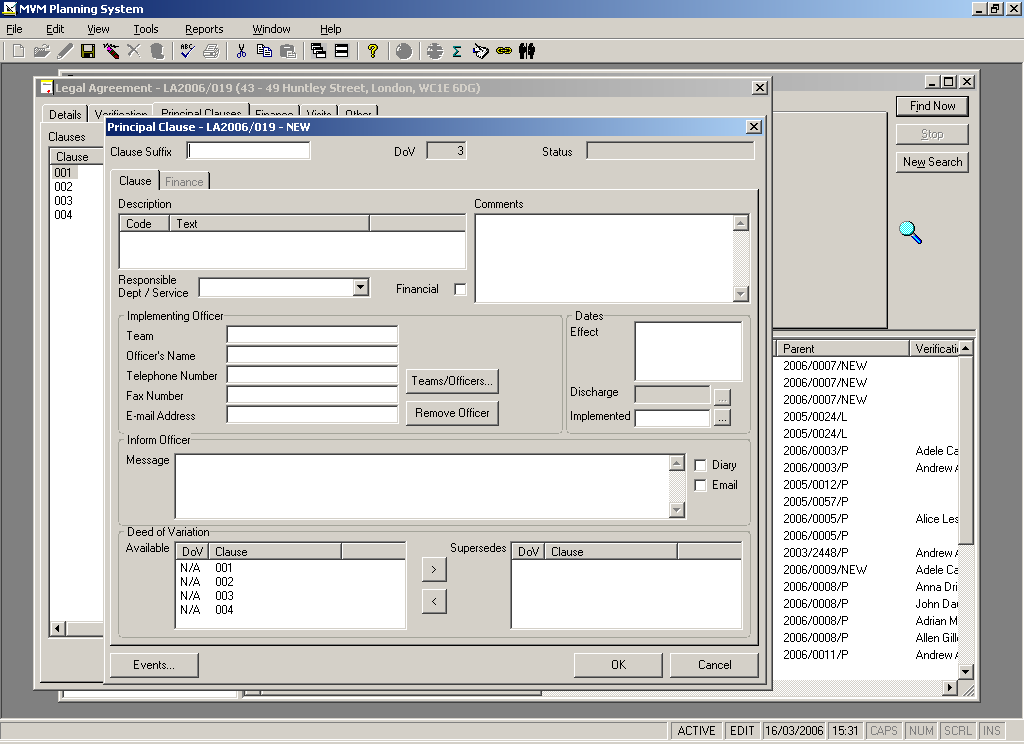 MVM Planning System
File Edit View Tools Reports Window Help
Legal Agreement - LA2006/019 (43 - 49 Huntley Street, London, WC1E 6DG)
Details Verification Principal Clauses Finance Visits Other
Find Now
Stop
New Search
Clauses
Clause
001
002
003
004
Principal Clause - LA2006/019 - NEW
Clause Suffix DoV 3 Status
Clause Finance
Description Comments
Code Text
Responsible
Dept / Service Financial
Implementing Officer
Team
Officer's Name
Telephone Number
Fax Number
E-mail Address
Teams/Officers...
Remove Officer
Dates
Effect
Discharge ...
Implemented ...
Inform Officer
Message
Diary
Email
Deed of Variation
Available
DoV Clause
N/A 001
N/A 002
N/A 003
N/A 004
>
<
Supersedes
DoV Clause
Events... OK Cancel
Parent Verificati
2006/0007/NEW
2006/0007/NEW
2006/0007/NEW
2005/0024/L
2005/0024/L
2006/0003/P Adele Ca
2006/0003/P Andrew A
2005/0012/P
2005/0057/P
2006/0005/P Alice Les
2006/0005/P
2003/2448/P Andrew A
2006/0009/NEW Adele Ca
2006/0008/P Anna Dri
2006/0008/P John Dau
2006/0008/P Adrian M
2006/0008/P Allen Gill
2006/0011/P Andrew A
ACTIVE EDIT 16/03/2006 15:31 CAPS NUM SCRL INS